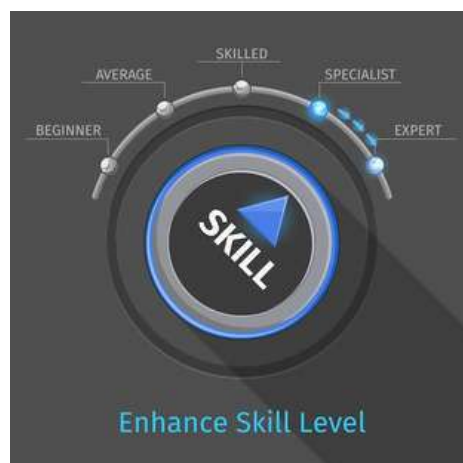 SKILLED
AVERAGE
SPECIALIST
BEGINNER
EXPERT
SKILL
Enhance Skill Level